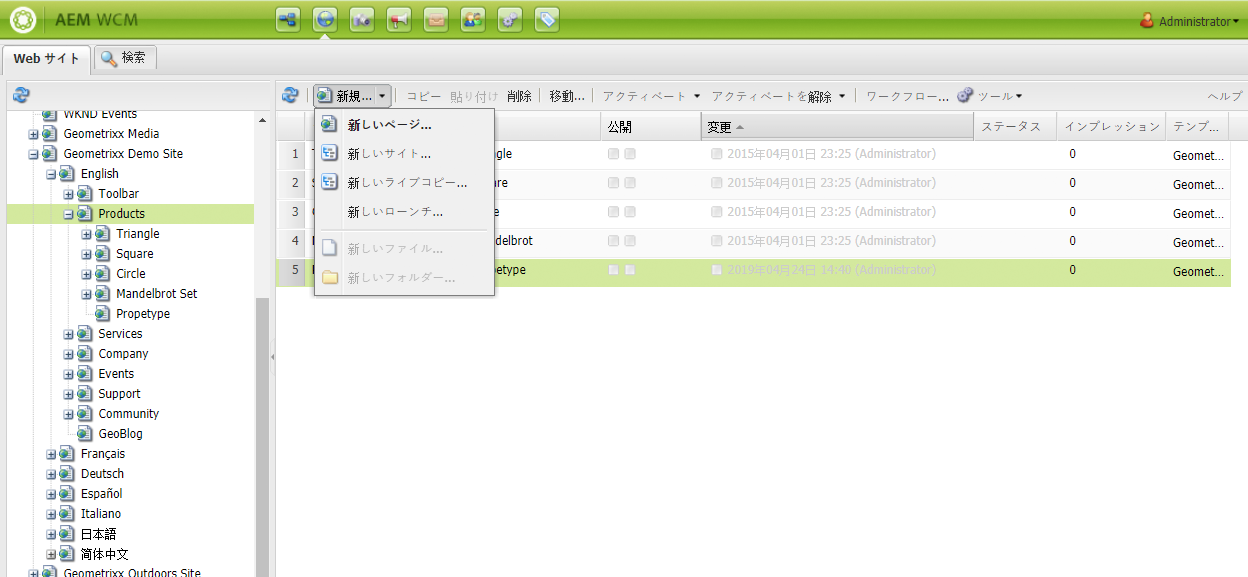 AEM WCM
Administrator
Web サイト
検索
新規...
コピー 貼り付け 削除 移動... アクティベート アクティベートを解除 ワークフロー... ツール ヘルプ
WKND Events
Geometrixx Media
Geometrixx Demo Site
English
Toolbar
Products
Triangle
Square
Circle
Mandelbrot Set
Propetype
Services
Company
Events
Support
Community
GeoBlog
Français
Deutsch
Español
Italiano
日本語
简体中文
Geometrixx Outdoors Site
新しいページ...
新しいサイト...
新しいライブコピー...
新しいローンチ...
新しいファイル...
新しいフォルダー...
公開 変更 ステータス インプレッション テンプ...
1 2015年04月01日 23:25 (Administrator) 0 Geomet...
2 2015年04月01日 23:25 (Administrator) 0 Geomet...
3 2015年04月01日 23:25 (Administrator) 0 Geomet...
4 2015年04月01日 23:25 (Administrator) 0 Geomet...
5 2019年04月24日 14:40 (Administrator) 0 Geomet...